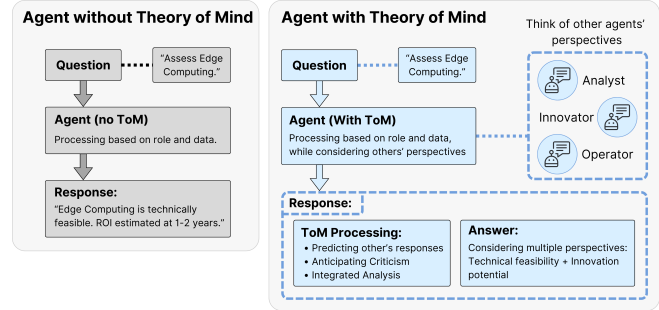 Agent without Theory of Mind
Question
“Assess Edge
Computing.”
Agent (no ToM)
Processing based on role and data.
Response:
“Edge Computing is technically
feasible. ROI estimated at 1-2 years.”
Agent with Theory of Mind
Question
“Assess Edge
Computing.”
Agent (With ToM)
Processing based on role and data,
while considering others’ perspectives
Think of other agents’
perspectives
Analyst
Innovator
Operator
Response:
ToM Processing:
• Predicting other's responses
• Anticipating Criticism
• Integrated Analysis
Answer:
Considering multiple perspectives:
Technical feasibility + Innovation
potential